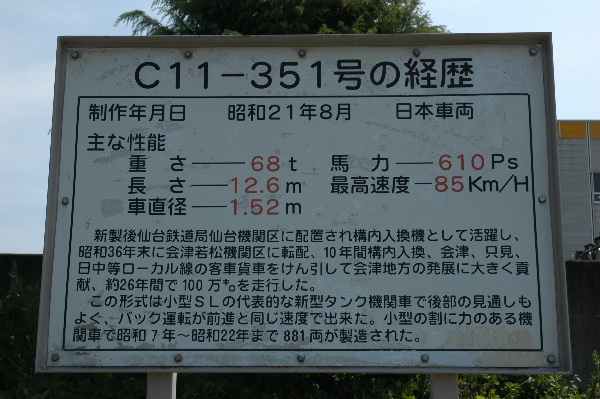 C11-351号の経歴
制作年月日 昭和21年8月 日本車両
主な性能
重さ―68t 馬力―610Ps
長さ―12.6m 最高速度―85Km/H
車直径―1.52m
新製後仙台鉄道局仙台機関区に配置され構内入換機として活躍し、
昭和36年末に会津若松機関区に転配、10年間構内入換、会津、只見、
日中等ローカル線の客車貨車をけん引して会津地方の発展に大きく貢
献、約26年間で100万㌔を走行した。
この形式は小型SLの代表的な新型タンク機関車で後部の見通しも
よく、バック運転が前進と同じ速度で出来た。小型の割に力のある機
関車で昭和7年〜昭和22年まで881両が製造された。